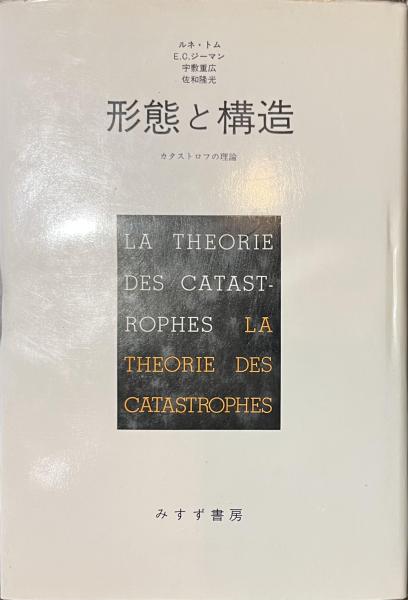 ルネ・トム
E.C.ジーマン
宇敷重広
佐和隆光
形態と構造
カタストロフの理論
LA THEORIE
DES CATAST-
ROPHES LA
THEORIE DES
CATASTROPHES
みすず書房